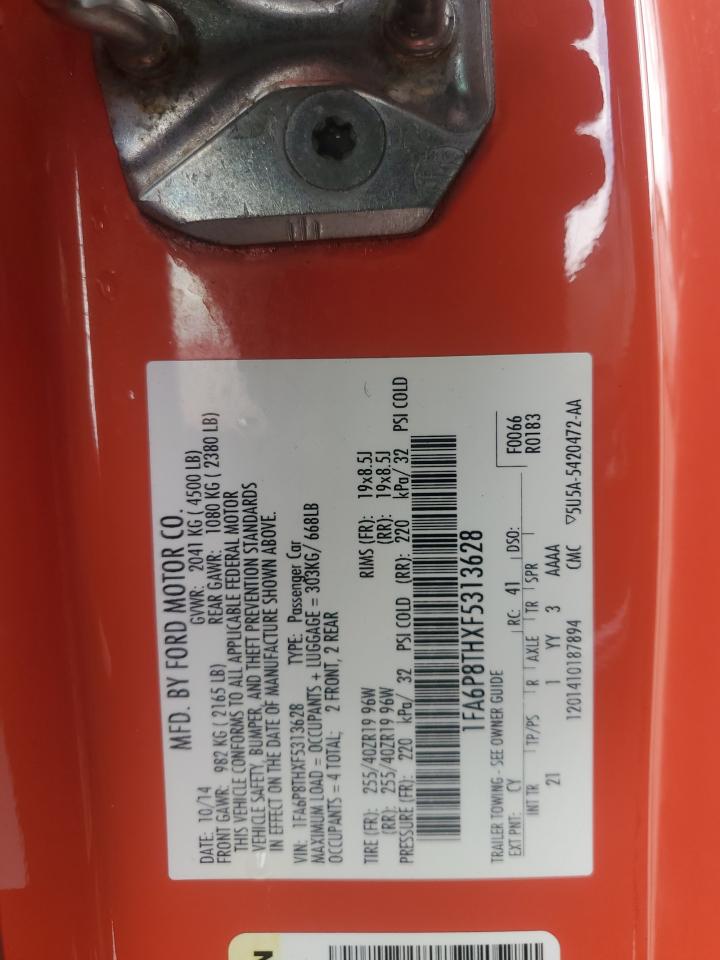 MFD. BY FORD MOTOR CO.
DATE: 10/14 GVWR: 2041 KG ( 4500 LB)
FRONT GAWR: 982 KG ( 2165 LB) REAR GAWR: 1080 KG ( 2380 LB)
THIS VEHICLE CONFORMS TO ALL APPLICABLE FEDERAL MOTOR
VEHICLE SAFETY, BUMPER, AND THEFT PREVENTION STANDARDS
IN EFFECT ON THE DATE OF MANUFACTURE SHOWN ABOVE.
VIN: 1FA6P8THXF5313628 TYPE: Passenger Car
MAXIMUM LOAD = OCCUPANTS + LUGGAGE = 303KG/ 668LB
OCCUPANTS = 4 TOTAL; 2 FRONT, 2 REAR
TIRE (FR): 255/40ZR19 96W RIMS (FR): 19x8.5J
(RR): 255/40ZR19 96W (RR): 19x8.5J
PRESSURE (FR): 220 kPa/ 32 PSI COLD (RR): 220 kPa/ 32 PSI COLD
1FA6P8THXF5313628
TRAILER TOWING - SEE OWNER GUIDE F0066
EXT PNT: CY RC: 41 DSO: R0183
INT TR TP/PS R AXLE TR SPR
21 1 YY 3 AAAA
1201410187894 CMC ▽5U5A-5420472-AA
N